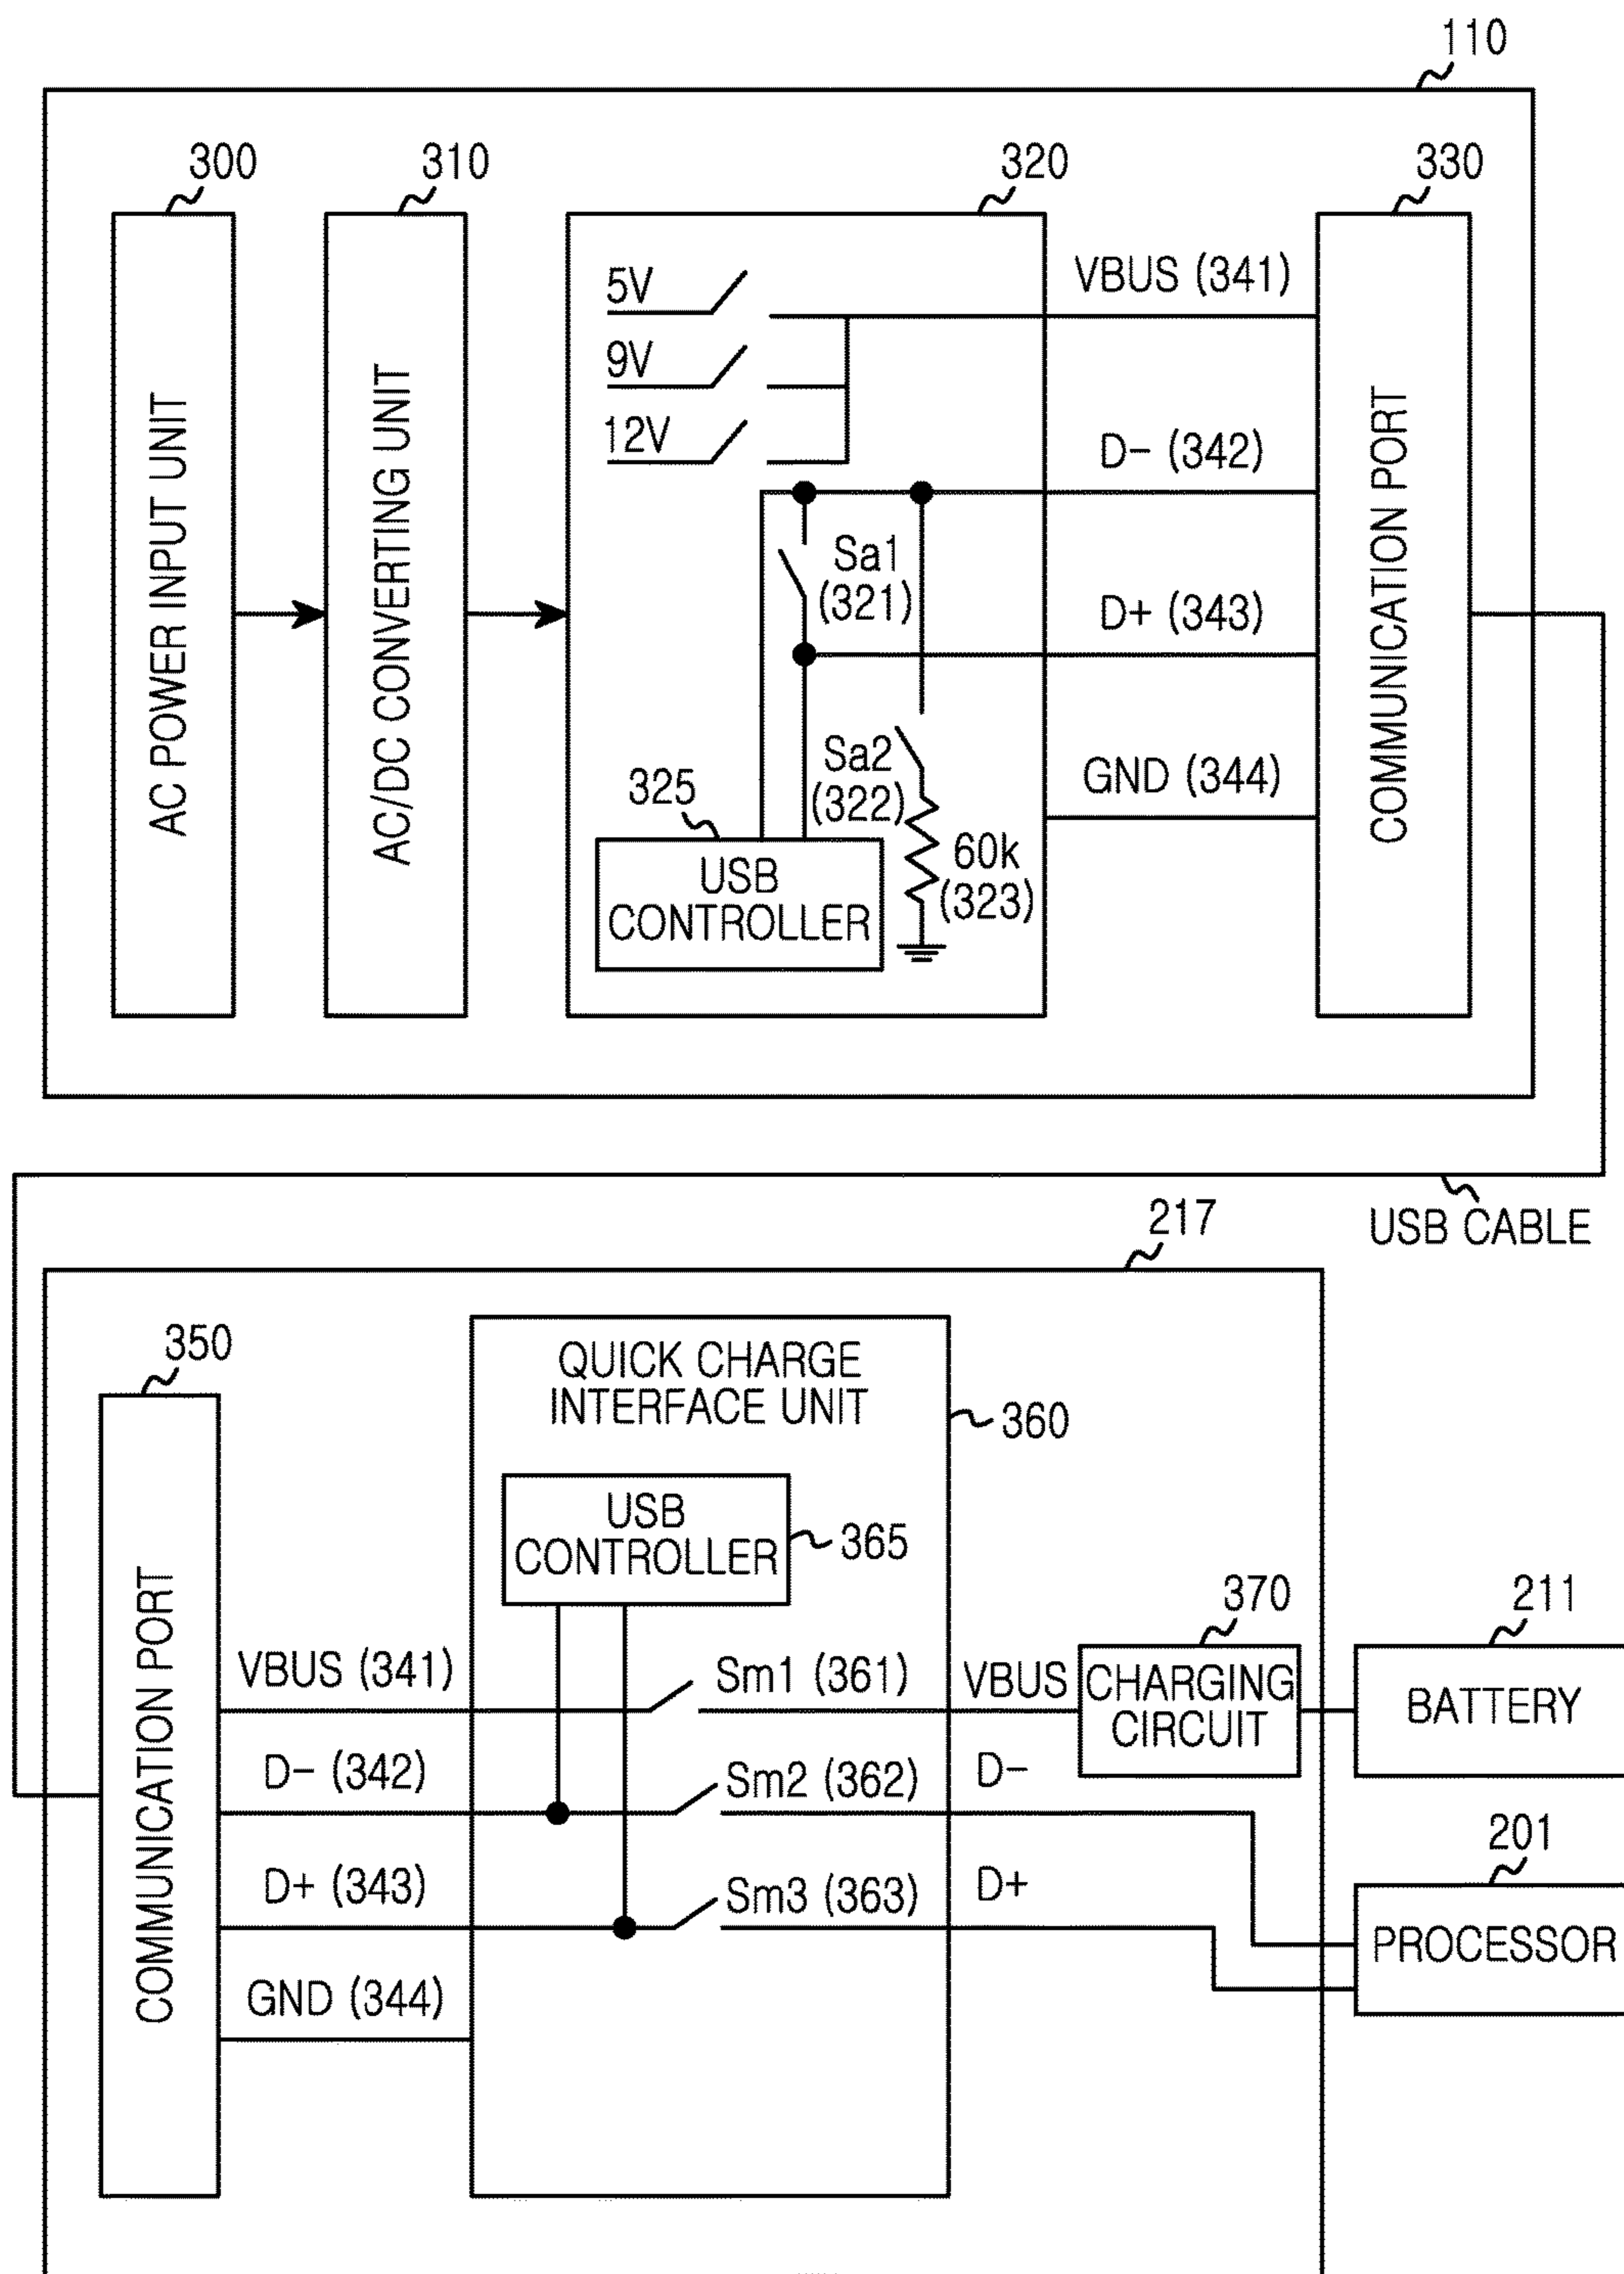 110
300
310
320
330
AC POWER INPUT UNIT
AC/DC CONVERTING UNIT
5V
9V
12V
Sa1
(321)
Sa2
(322)
60k
(323)
325
USB
CONTROLLER
VBUS (341)
D- (342)
D+ (343)
GND (344)
COMMUNICATION PORT
USB CABLE
217
350
COMMUNICATION PORT
QUICK CHARGE
INTERFACE UNIT
360
USB
CONTROLLER
365
VBUS (341)
D- (342)
D+ (343)
GND (344)
Sm1 (361)
Sm2 (362)
Sm3 (363)
VBUS
D-
D+
370
CHARGING
CIRCUIT
211
BATTERY
201
PROCESSOR